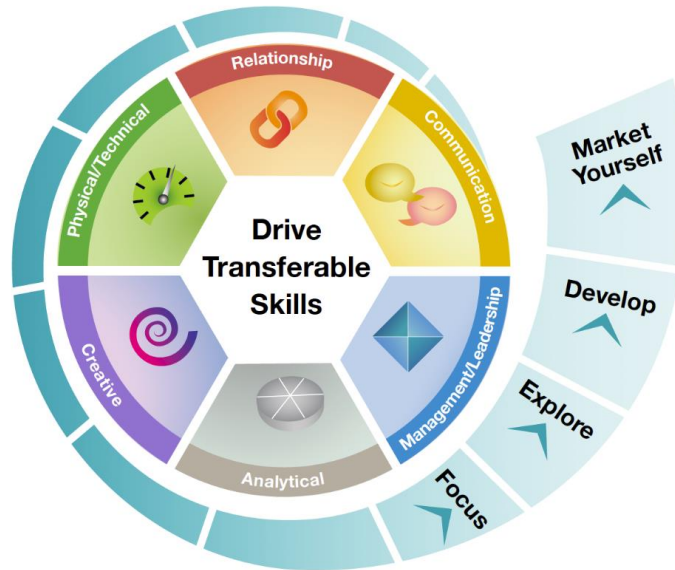 Drive
Transferable
Skills
Relationship
Communication
Management/Leadership
Analytical
Creative
Physical/Technical
Focus
Explore
Develop
Market
Yourself